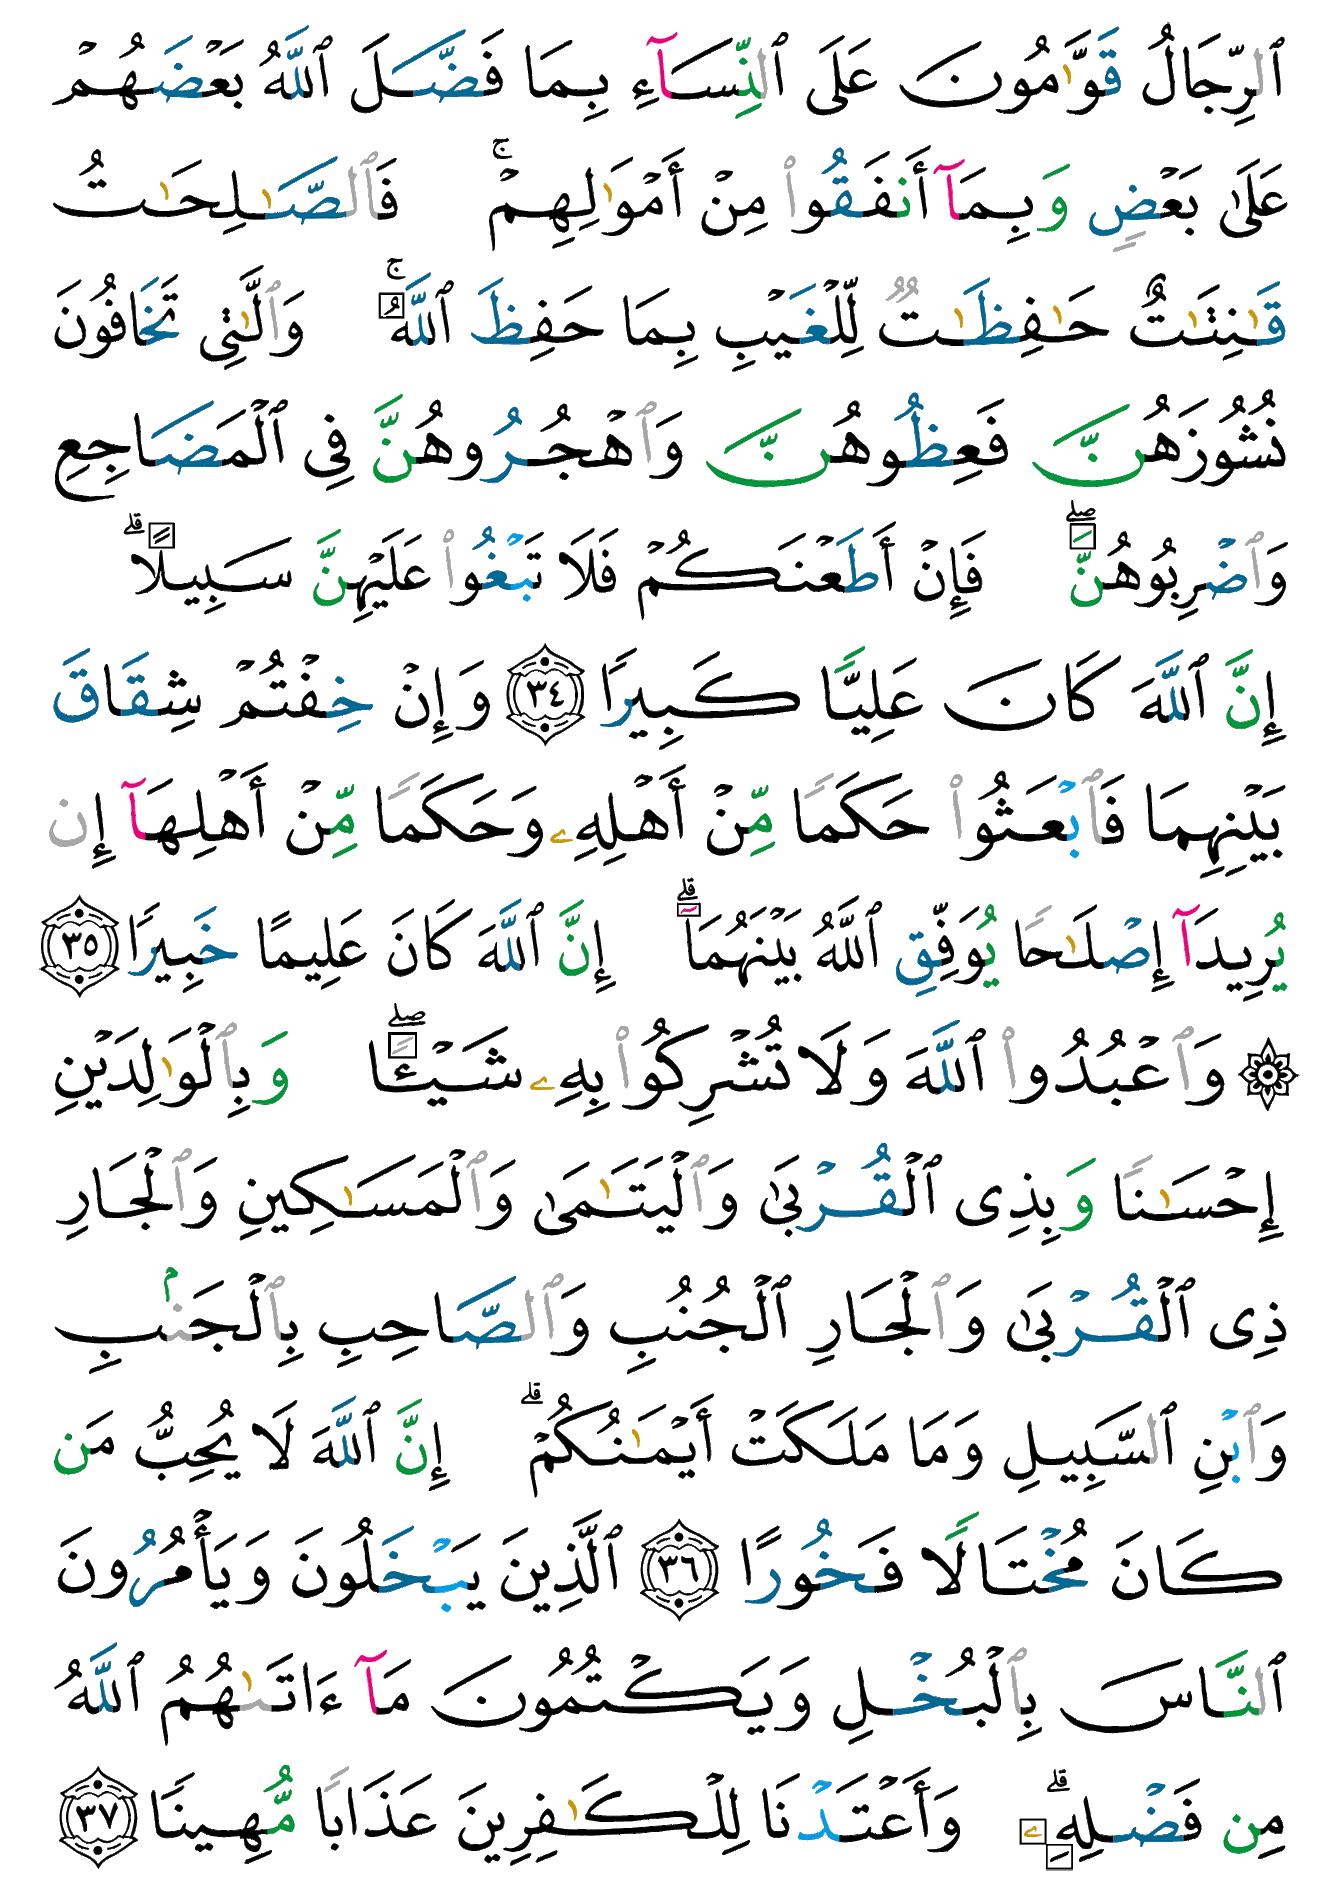 ٱلرِّجَالُ قَوَّٰمُونَ عَلَى ٱلنِّسَآءِ بِمَا فَضَّلَ ٱللَّهُ بَعْضَهُمْ
عَلَىٰ بَعْضٍ وَبِمَآ أَنفَقُوا۟ مِنْ أَمْوَٰلِهِمْ ۚ فَٱلصَّـٰلِحَـٰتُ
قَـٰنِتَـٰتٌ حَـٰفِظَـٰتٌ لِّلْغَيْبِ بِمَا حَفِظَ ٱللَّهُ ۚ وَٱلَّـٰتِى تَخَافُونَ
نُشُوزَهُنَّ فَعِظُوهُنَّ وَٱهْجُرُوهُنَّ فِى ٱلْمَضَاجِعِ
وَٱضْرِبُوهُنَّ ۖ فَإِنْ أَطَعْنَكُمْ فَلَا تَبْغُوا۟ عَلَيْهِنَّ سَبِيلًا ۗ
إِنَّ ٱللَّهَ كَانَ عَلِيًّا كَبِيرًا ٣٤ وَإِنْ خِفْتُمْ شِقَاقَ
بَيْنِهِمَا فَٱبْعَثُوا۟ حَكَمًا مِّنْ أَهْلِهِۦ وَحَكَمًا مِّنْ أَهْلِهَآ إِن
يُرِيدَآ إِصْلَـٰحًا يُوَفِّقِ ٱللَّهُ بَيْنَهُمَآ ۗ إِنَّ ٱللَّهَ كَانَ عَلِيمًا خَبِيرًا ٣٥
۞ وَٱعْبُدُوا۟ ٱللَّهَ وَلَا تُشْرِكُوا۟ بِهِۦ شَيْـًٔا ۖ وَبِٱلْوَٰلِدَيْنِ
إِحْسَـٰنًا وَبِذِى ٱلْقُرْبَىٰ وَٱلْيَتَـٰمَىٰ وَٱلْمَسَـٰكِينِ وَٱلْجَارِ
ذِى ٱلْقُرْبَىٰ وَٱلْجَارِ ٱلْجُنُبِ وَٱلصَّاحِبِ بِٱلْجَنۢبِ
وَٱبْنِ ٱلسَّبِيلِ وَمَا مَلَكَتْ أَيْمَـٰنُكُمْ ۗ إِنَّ ٱللَّهَ لَا يُحِبُّ مَن
كَانَ مُخْتَالًا فَخُورًا ٣٦ ٱلَّذِينَ يَبْخَلُونَ وَيَأْمُرُونَ
ٱلنَّاسَ بِٱلْبُخْلِ وَيَكْتُمُونَ مَآ ءَاتَىٰهُمُ ٱللَّهُ
مِن فَضْلِهِۦ ۗ وَأَعْتَدْنَا لِلْكَـٰفِرِينَ عَذَابًا مُّهِينًا ٣٧